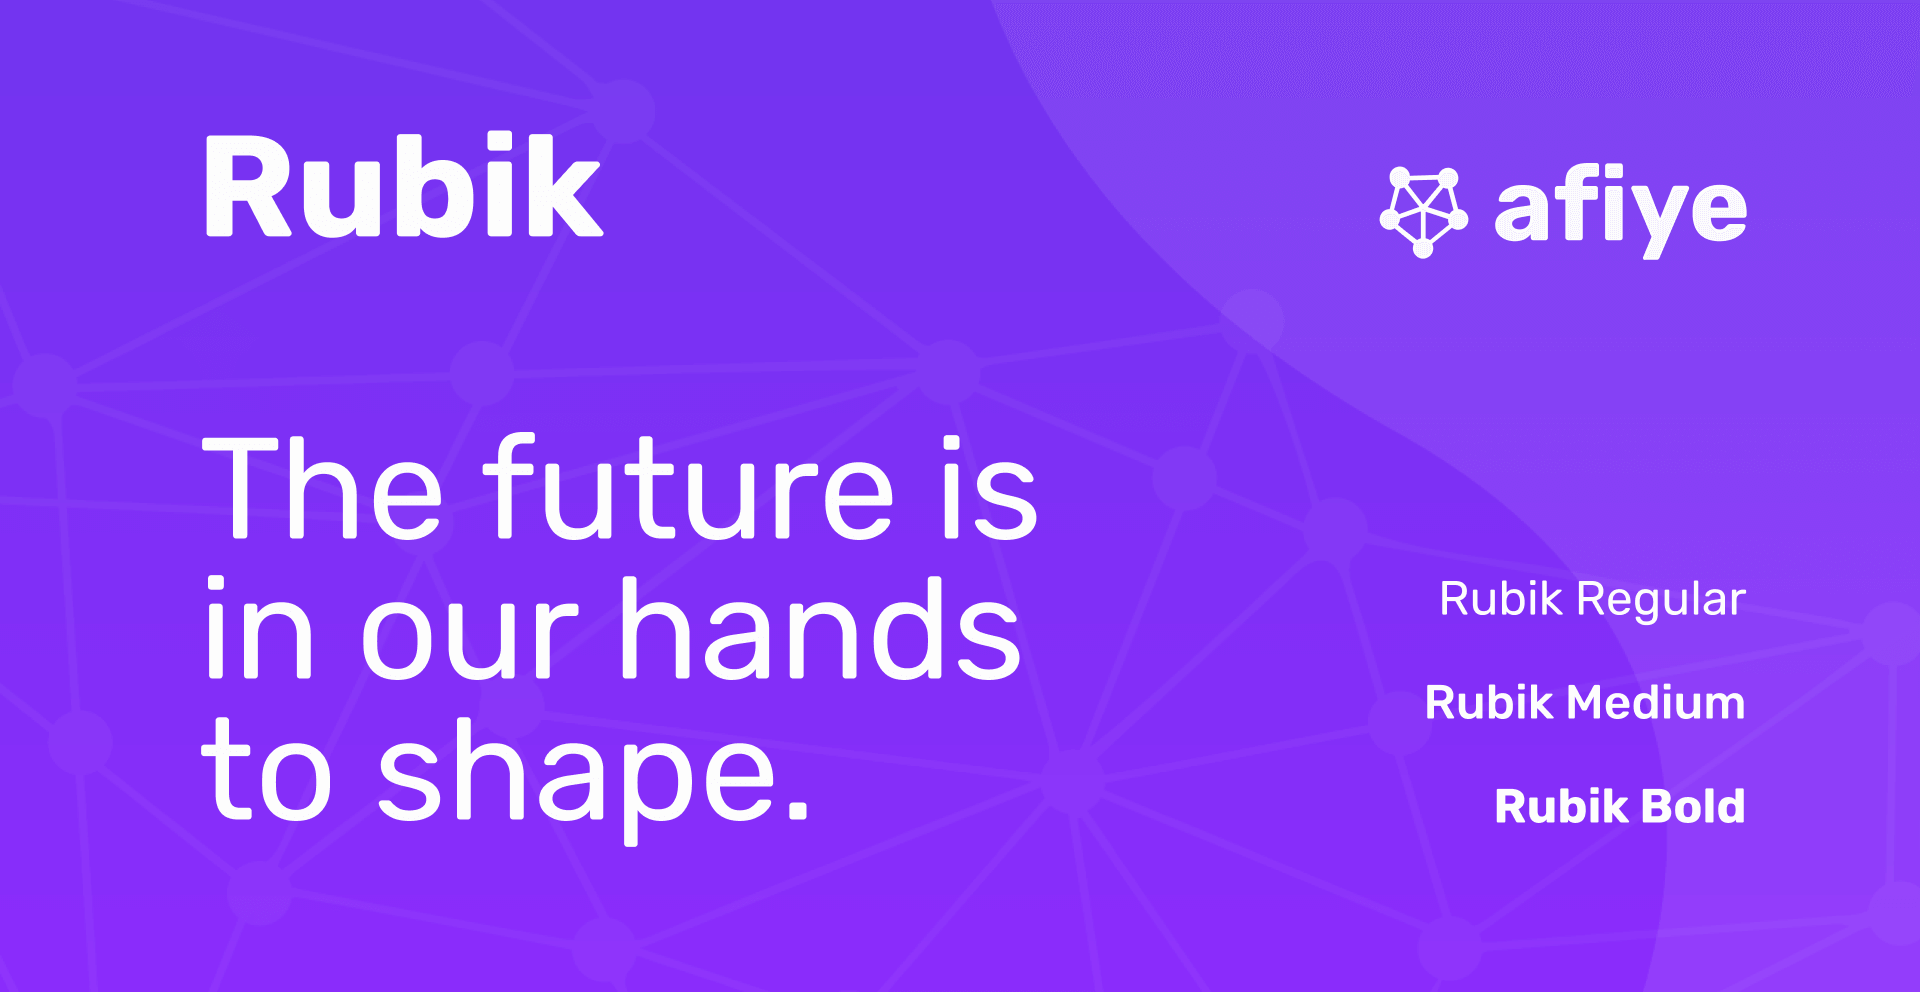 Rubik
afiye
The future is
in our hands
to shape.
Rubik Regular
Rubik Medium
Rubik Bold